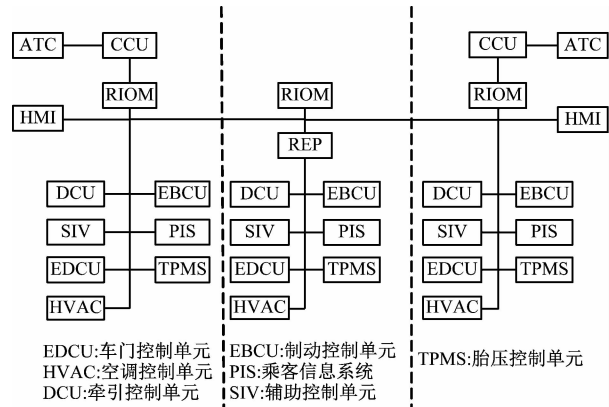 ATC CCU CCU ATC
RIOM RIOM RIOM
HMI HMI
REP
DCU EBCU DCU EBCU DCU EBCU
SIV PIS SIV PIS SIV PIS
EDCU TPMS EDCU TPMS EDCU TPMS
HVAC HVAC HVAC
EDCU:车门控制单元 EBCU:制动控制单元 TPMS:胎压控制单元
HVAC:空调控制单元 PIS:乘客信息系统
DCU:牵引控制单元 SIV:辅助控制单元